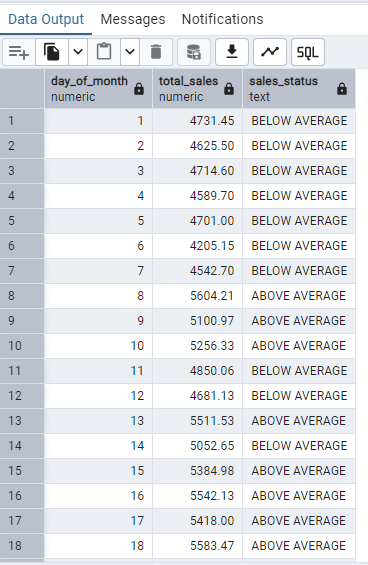 Data Output Messages Notifications
SQL
day_of_month total_sales sales_status
numeric numeric text
1 1 4731.45 BELOW AVERAGE
2 2 4625.50 BELOW AVERAGE
3 3 4714.60 BELOW AVERAGE
4 4 4589.70 BELOW AVERAGE
5 5 4701.00 BELOW AVERAGE
6 6 4205.15 BELOW AVERAGE
7 7 4542.70 BELOW AVERAGE
8 8 5604.21 ABOVE AVERAGE
9 9 5100.97 ABOVE AVERAGE
10 10 5256.33 ABOVE AVERAGE
11 11 4850.06 BELOW AVERAGE
12 12 4681.13 BELOW AVERAGE
13 13 5511.53 ABOVE AVERAGE
14 14 5052.65 BELOW AVERAGE
15 15 5384.98 ABOVE AVERAGE
16 16 5542.13 ABOVE AVERAGE
17 17 5418.00 ABOVE AVERAGE
18 18 5583.47 ABOVE AVERAGE